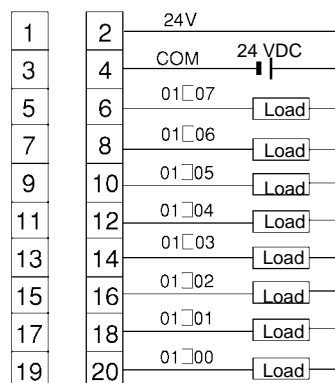 24V
1 2
COM 24 VDC
3 4
01□07
5 6 Load
01□06
7 8 Load
01□05
9 10 Load
01□04
11 12 Load
01□03
13 14 Load
01□02
15 16 Load
01□01
17 18 Load
01□00
19 20 Load